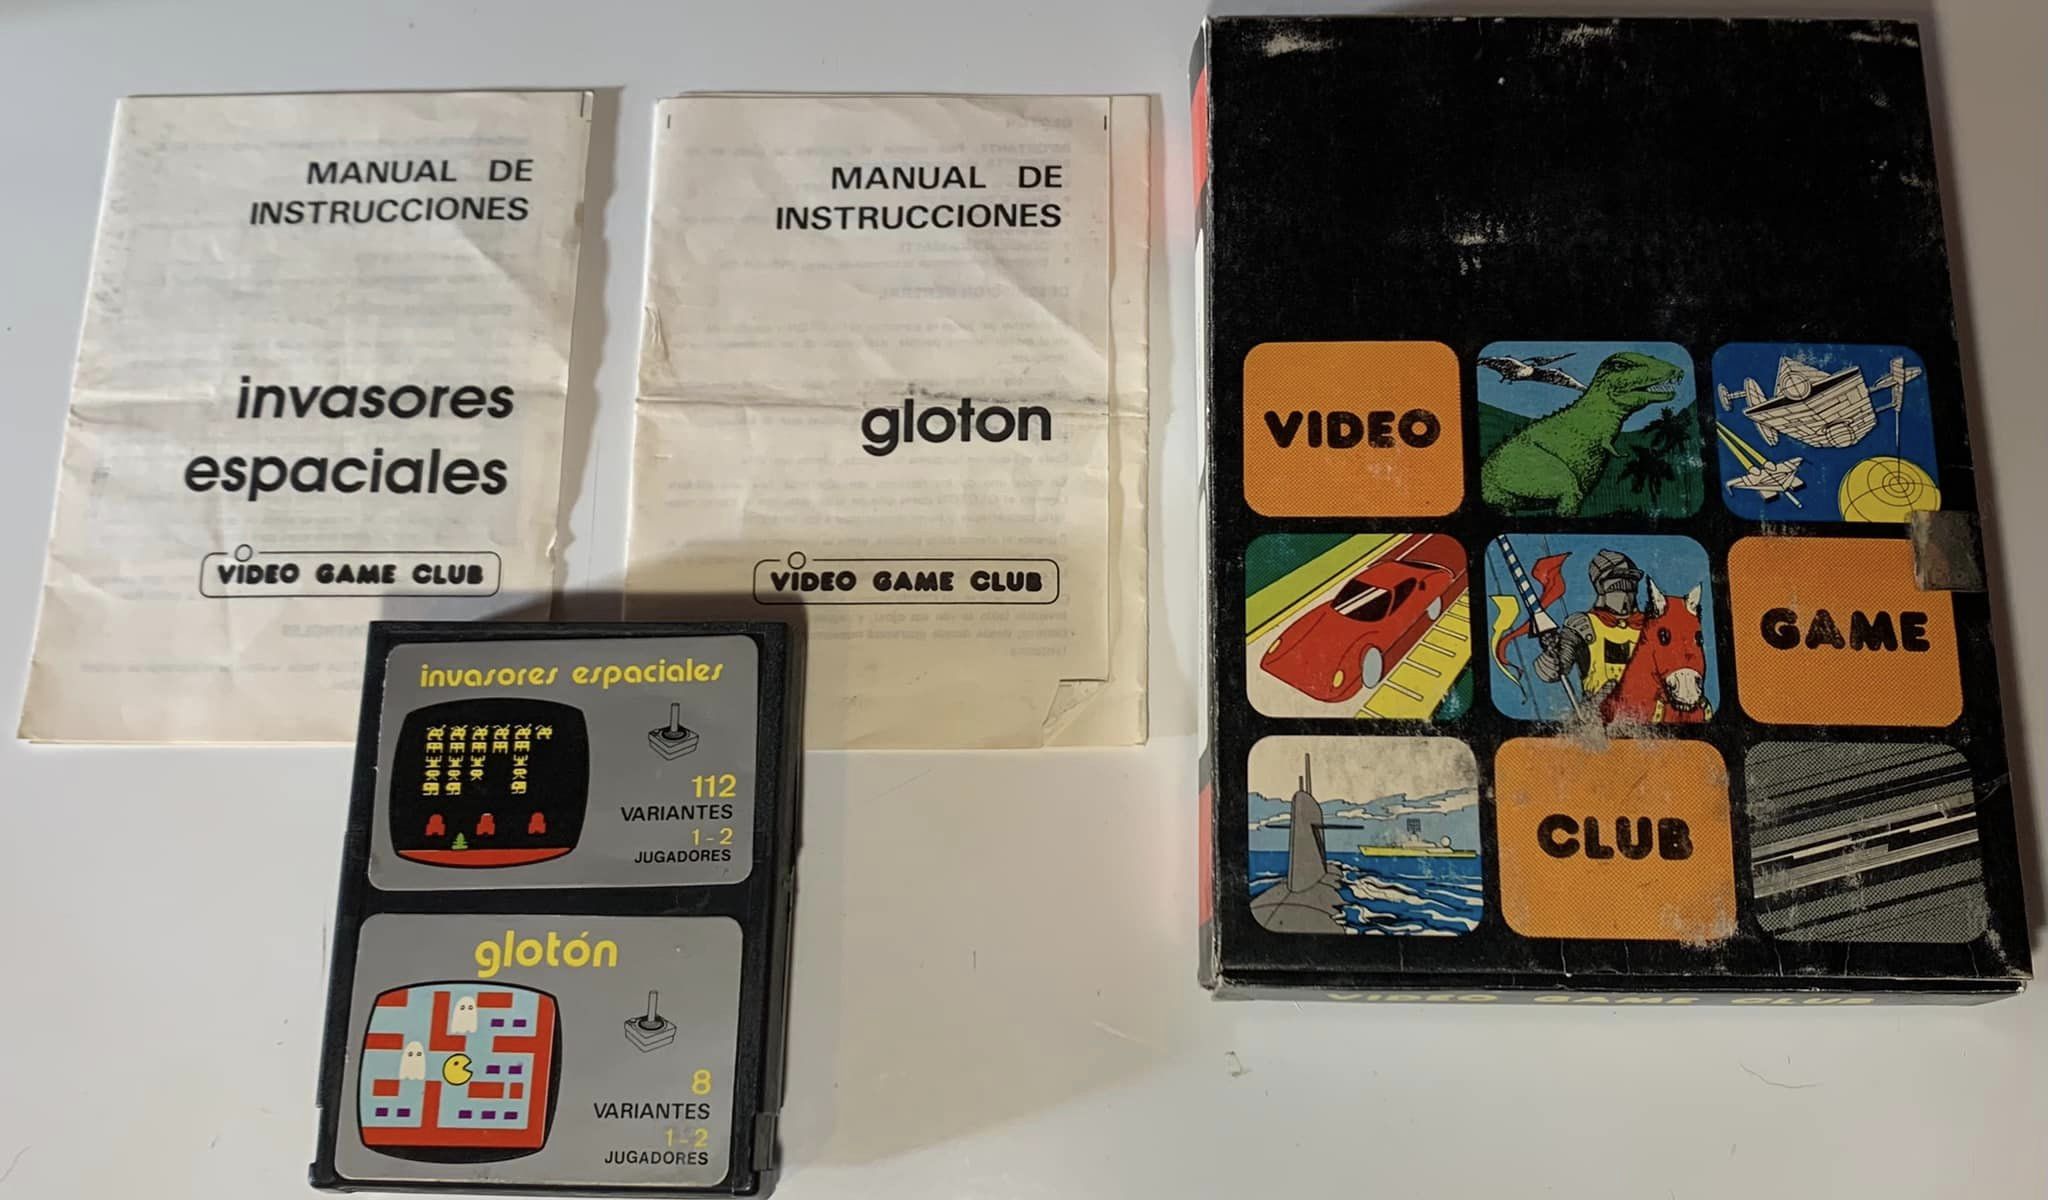 MANUAL DE
INSTRUCCIONES
invasores
espaciales
VIDEO GAME CLUB
MANUAL DE
INSTRUCCIONES
gloton
VIDEO GAME CLUB
invasores espaciales
112
VARIANTES
1-2
JUGADORES
glotón
8
VARIANTES
1-2
JUGADORES
VIDEO
GAME
CLUB
VIDEO GAME CLUB